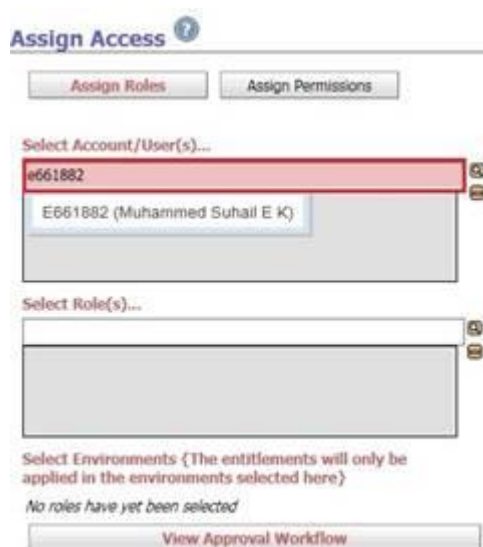 Assign Access ?
Assign Roles Assign Permissions
Select Account/User(s)...
e661882
E661882 (Muhammed Suhail E K)
Select Role(s)...
Select Environments {The entitlements will only be
applied in the environments selected here}
No roles have yet been selected
View Approval Workflow